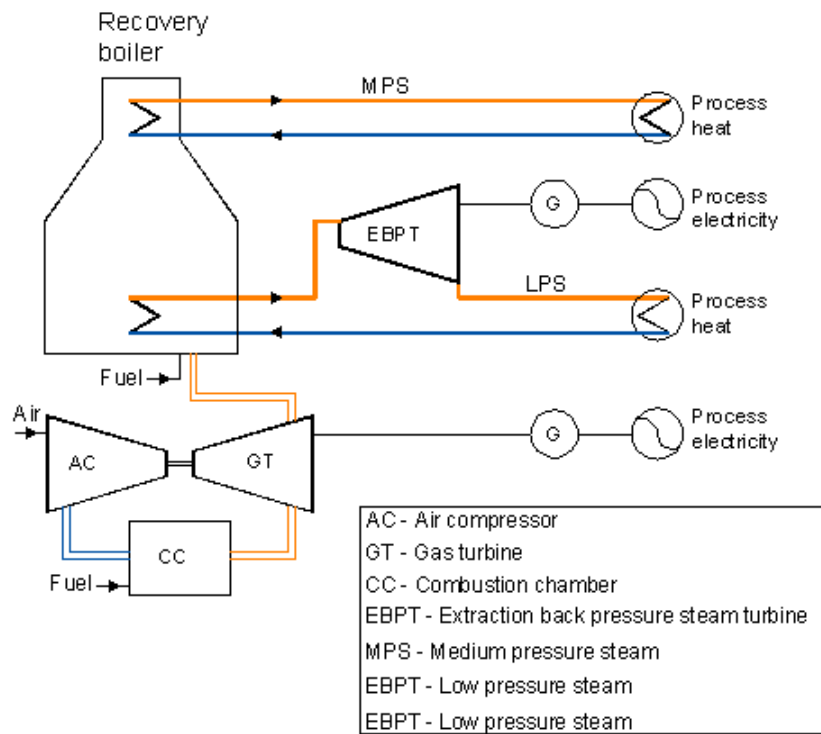 Recovery
boiler
MPS
Process
heat
EBPT
G
Process
electricity
LPS
Process
heat
Fuel
Air
AC
GT
G
Process
electricity
CC
Fuel
AC - Air compressor
GT - Gas turbine
CC - Combustion chamber
EBPT - Extraction back pressure steam turbine
MPS - Medium pressure steam
EBPT - Low pressure steam
EBPT - Low pressure steam